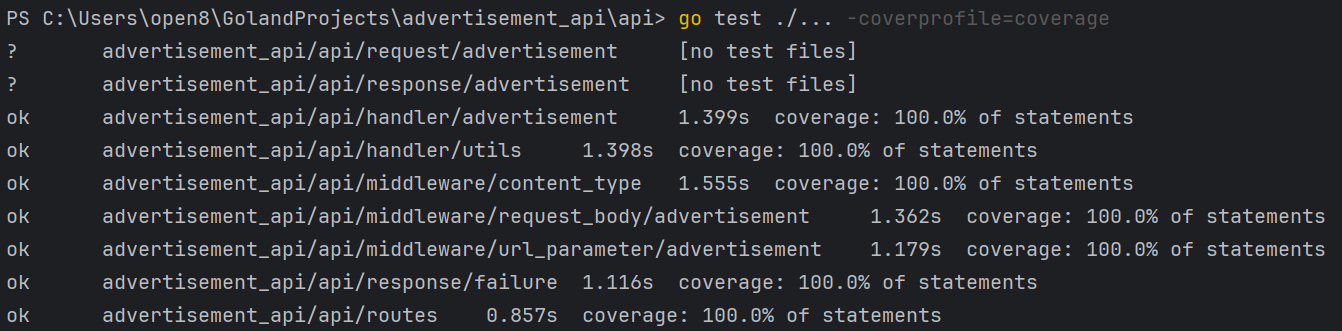 PS C:\Users\open8\GolandProjects\advertisement_api\api> go test ./... -coverprofile=coverage
?       advertisement_api/api/request/advertisement     [no test files]
?       advertisement_api/api/response/advertisement    [no test files]
ok      advertisement_api/api/handler/advertisement     1.399s  coverage: 100.0% of statements
ok      advertisement_api/api/handler/utils     1.398s  coverage: 100.0% of statements
ok      advertisement_api/api/middleware/content_type   1.555s  coverage: 100.0% of statements
ok      advertisement_api/api/middleware/request_body/advertisement     1.362s  coverage: 100.0% of statements
ok      advertisement_api/api/middleware/url_parameter/advertisement    1.179s  coverage: 100.0% of statements
ok      advertisement_api/api/response/failure  1.116s  coverage: 100.0% of statements
ok      advertisement_api/api/routes    0.857s  coverage: 100.0% of statements